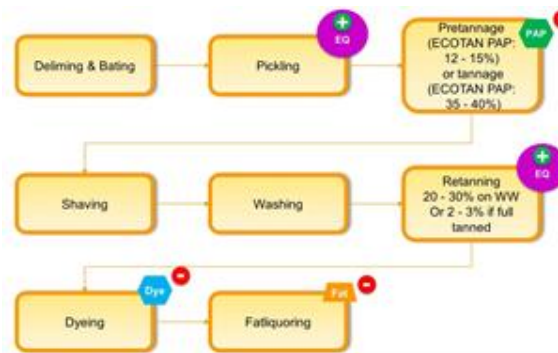 Deliming & Bating
Pickling
+
EQ
Pretannage
(ECOTAN PAP:
12 - 15%)
or tannage
(ECOTAN PAP:
35 - 40%)
PAP
-
Shaving
Washing
Retanning
20 - 30% on WW
Or 2 - 3% if full
tanned
+
EQ
Dyeing
Dye
-
Fatliquoring
Fat
-